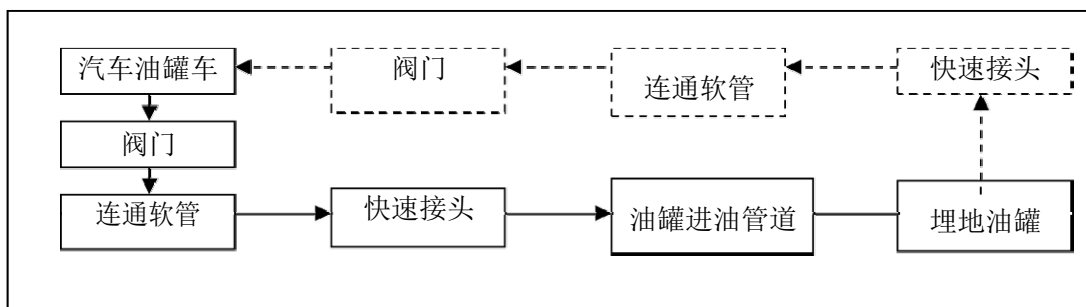 汽车油罐车
阀门
连通软管
快速接头
阀门
连通软管
快速接头
油罐进油管道
埋地油罐